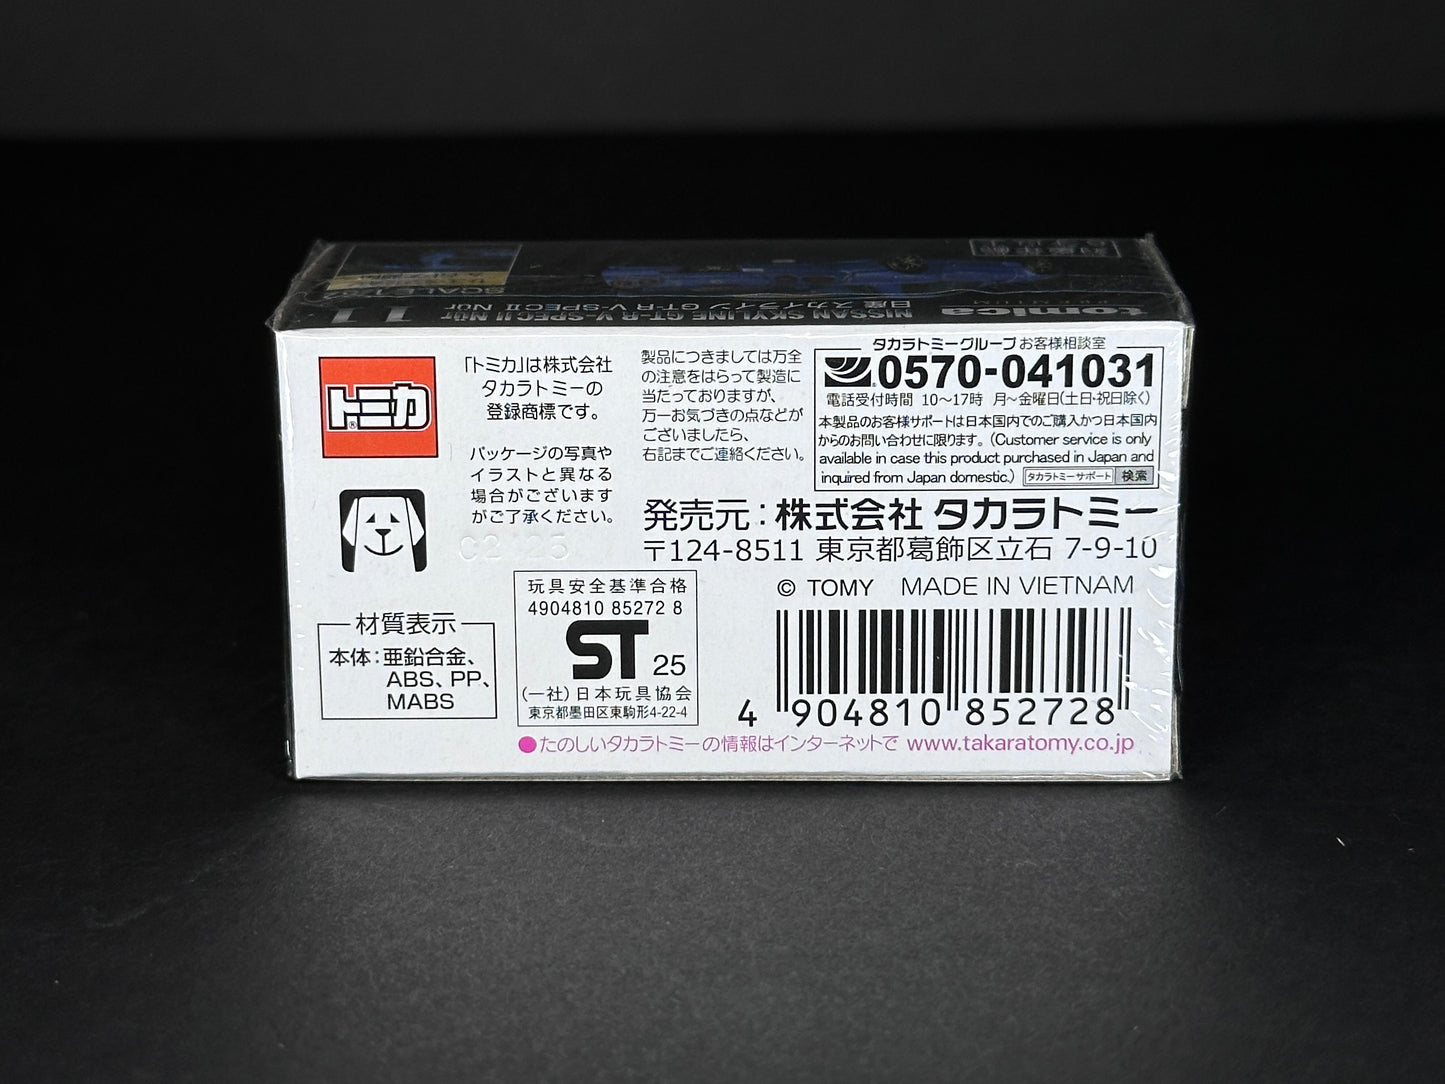 tomica
PREMIUM
日産 スカイライン GT-R V-SPECⅡ Nür
NISSAN SKYLINE GT-R V-SPECⅡ Nür
11
トミカ
®
「トミカ」は株式会社
タカラトミーの
登録商標です。
パッケージの写真や
イラストと異なる
場合がございます
がご了承ください。
製品につきましては万全
の注意をはらって製造に
当たっておりますが、
万一お気づきの点などが
ございましたら、
右記までご連絡ください。
タカラトミーグループ お客様相談室
0570-041031
電話受付時間 10～17時 月～金曜日(土日・祝日除く)
本製品のお客様サポートは日本国内でのご購入かつ日本国内
からのお問い合わせに限ります。(Customer service is only
available in case this product purchased in Japan and
inquired from Japan domestic.) タカラトミーサポート 検索
発売元：株式会社 タカラトミー
〒124-8511 東京都葛飾区立石 7-9-10
© TOMY MADE IN VIETNAM
材質表示
本体：亜鉛合金、
ABS、PP、
MABS
玩具安全基準合格
4904810 85272 8
ST 25
(一社)日本玩具協会
東京都墨田区東駒形4-22-4
4 904810 852728
●たのしいタカラトミーの情報はインターネットで www.takaratomy.co.jp